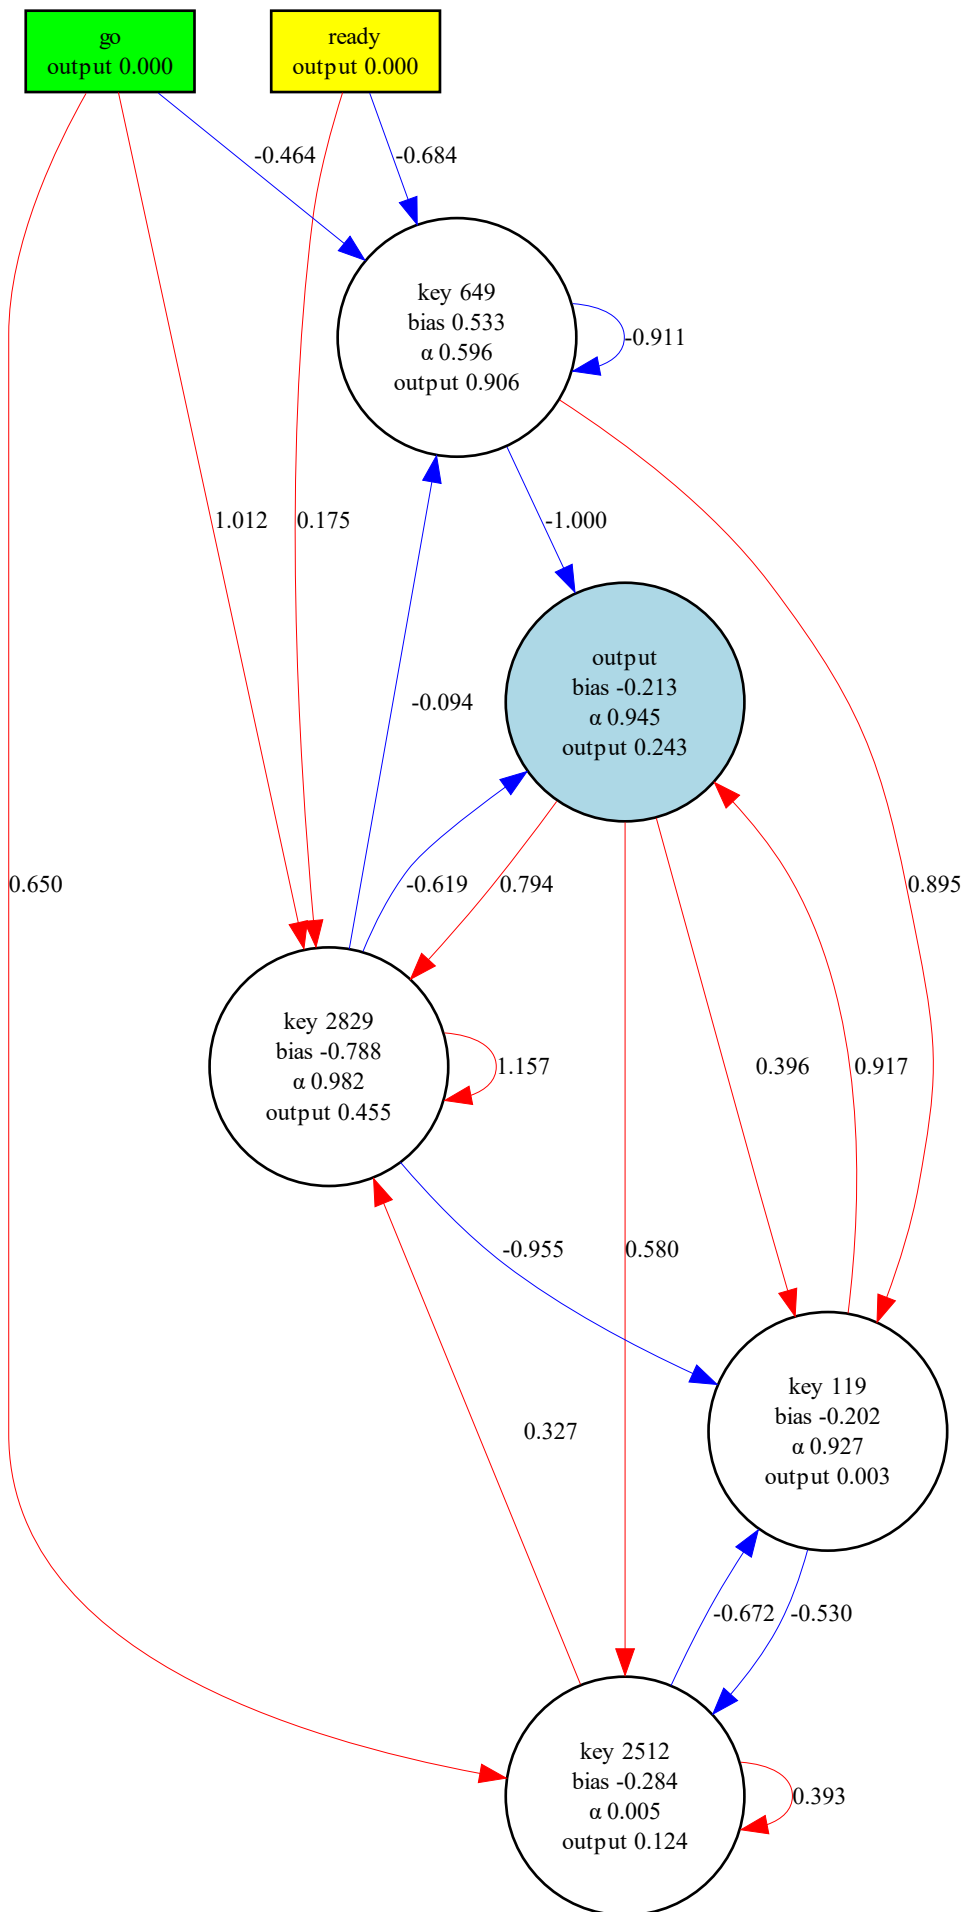 go
output 0.000
ready
output 0.000
-0.464
-0.684
key 649
bias 0.533
α 0.596
output 0.906
-0.911
1.012
0.175
-1.000
output
bias -0.213
α 0.945
output 0.243
-0.094
0.650
-0.619
0.794
0.895
key 2829
bias -0.788
α 0.982
output 0.455
1.157
0.396
0.917
-0.955
0.580
key 119
bias -0.202
α 0.927
output 0.003
0.327
-0.672
-0.530
key 2512
bias -0.284
α 0.005
output 0.124
0.393